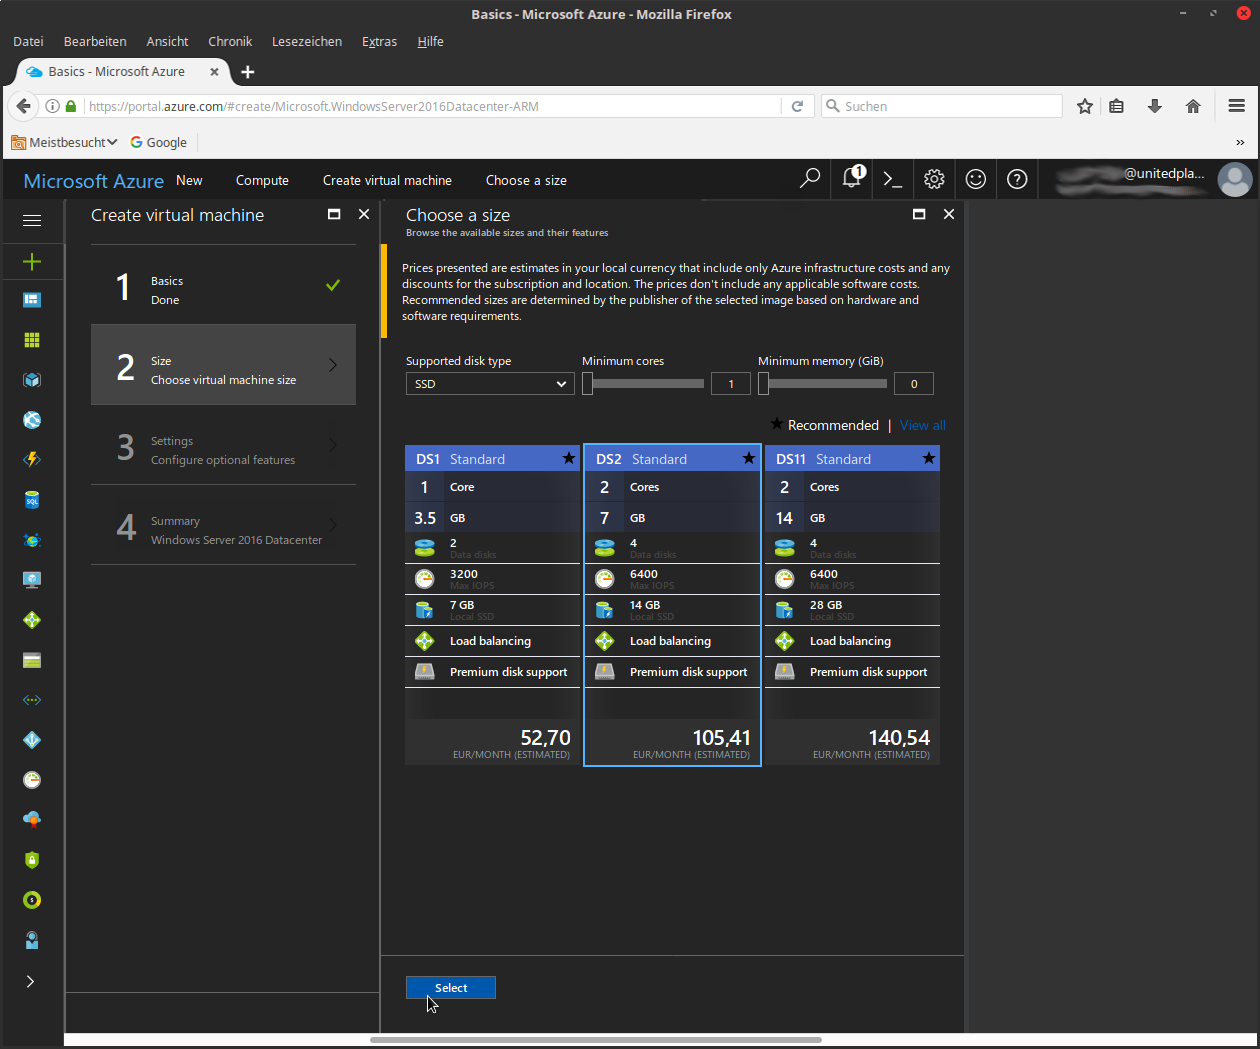 Basics - Microsoft Azure - Mozilla Firefox
Datei Bearbeiten Ansicht Chronik Lesezeichen Extras Hilfe
Basics - Microsoft Azure
https://portal.azure.com/#create/Microsoft.WindowsServer2016Datacenter-ARM
Suchen
Meistbesucht Google
Microsoft Azure New Compute Create virtual machine Choose a size
1
@unitedpla...
Create virtual machine
1
Basics
Done
2
Size
Choose virtual machine size
3
Settings
Configure optional features
4
Summary
Windows Server 2016 Datacenter
Choose a size
Browse the available sizes and their features
Prices presented are estimates in your local currency that include only Azure infrastructure costs and any
discounts for the subscription and location. The prices don't include any applicable software costs.
Recommended sizes are determined by the publisher of the selected image based on hardware and
software requirements.
Supported disk type Minimum cores Minimum memory (GiB)
SSD 1 0
★ Recommended | View all
DS1 Standard ★
1 Core
3.5 GB
2
Data disks
3200
Max IOPS
7 GB
Local SSD
Load balancing
Premium disk support
52,70
EUR/MONTH (ESTIMATED)
DS2 Standard ★
2 Cores
7 GB
4
Data disks
6400
Max IOPS
14 GB
Local SSD
Load balancing
Premium disk support
105,41
EUR/MONTH (ESTIMATED)
DS11 Standard ★
2 Cores
14 GB
4
Data disks
6400
Max IOPS
28 GB
Local SSD
Load balancing
Premium disk support
140,54
EUR/MONTH (ESTIMATED)
Select